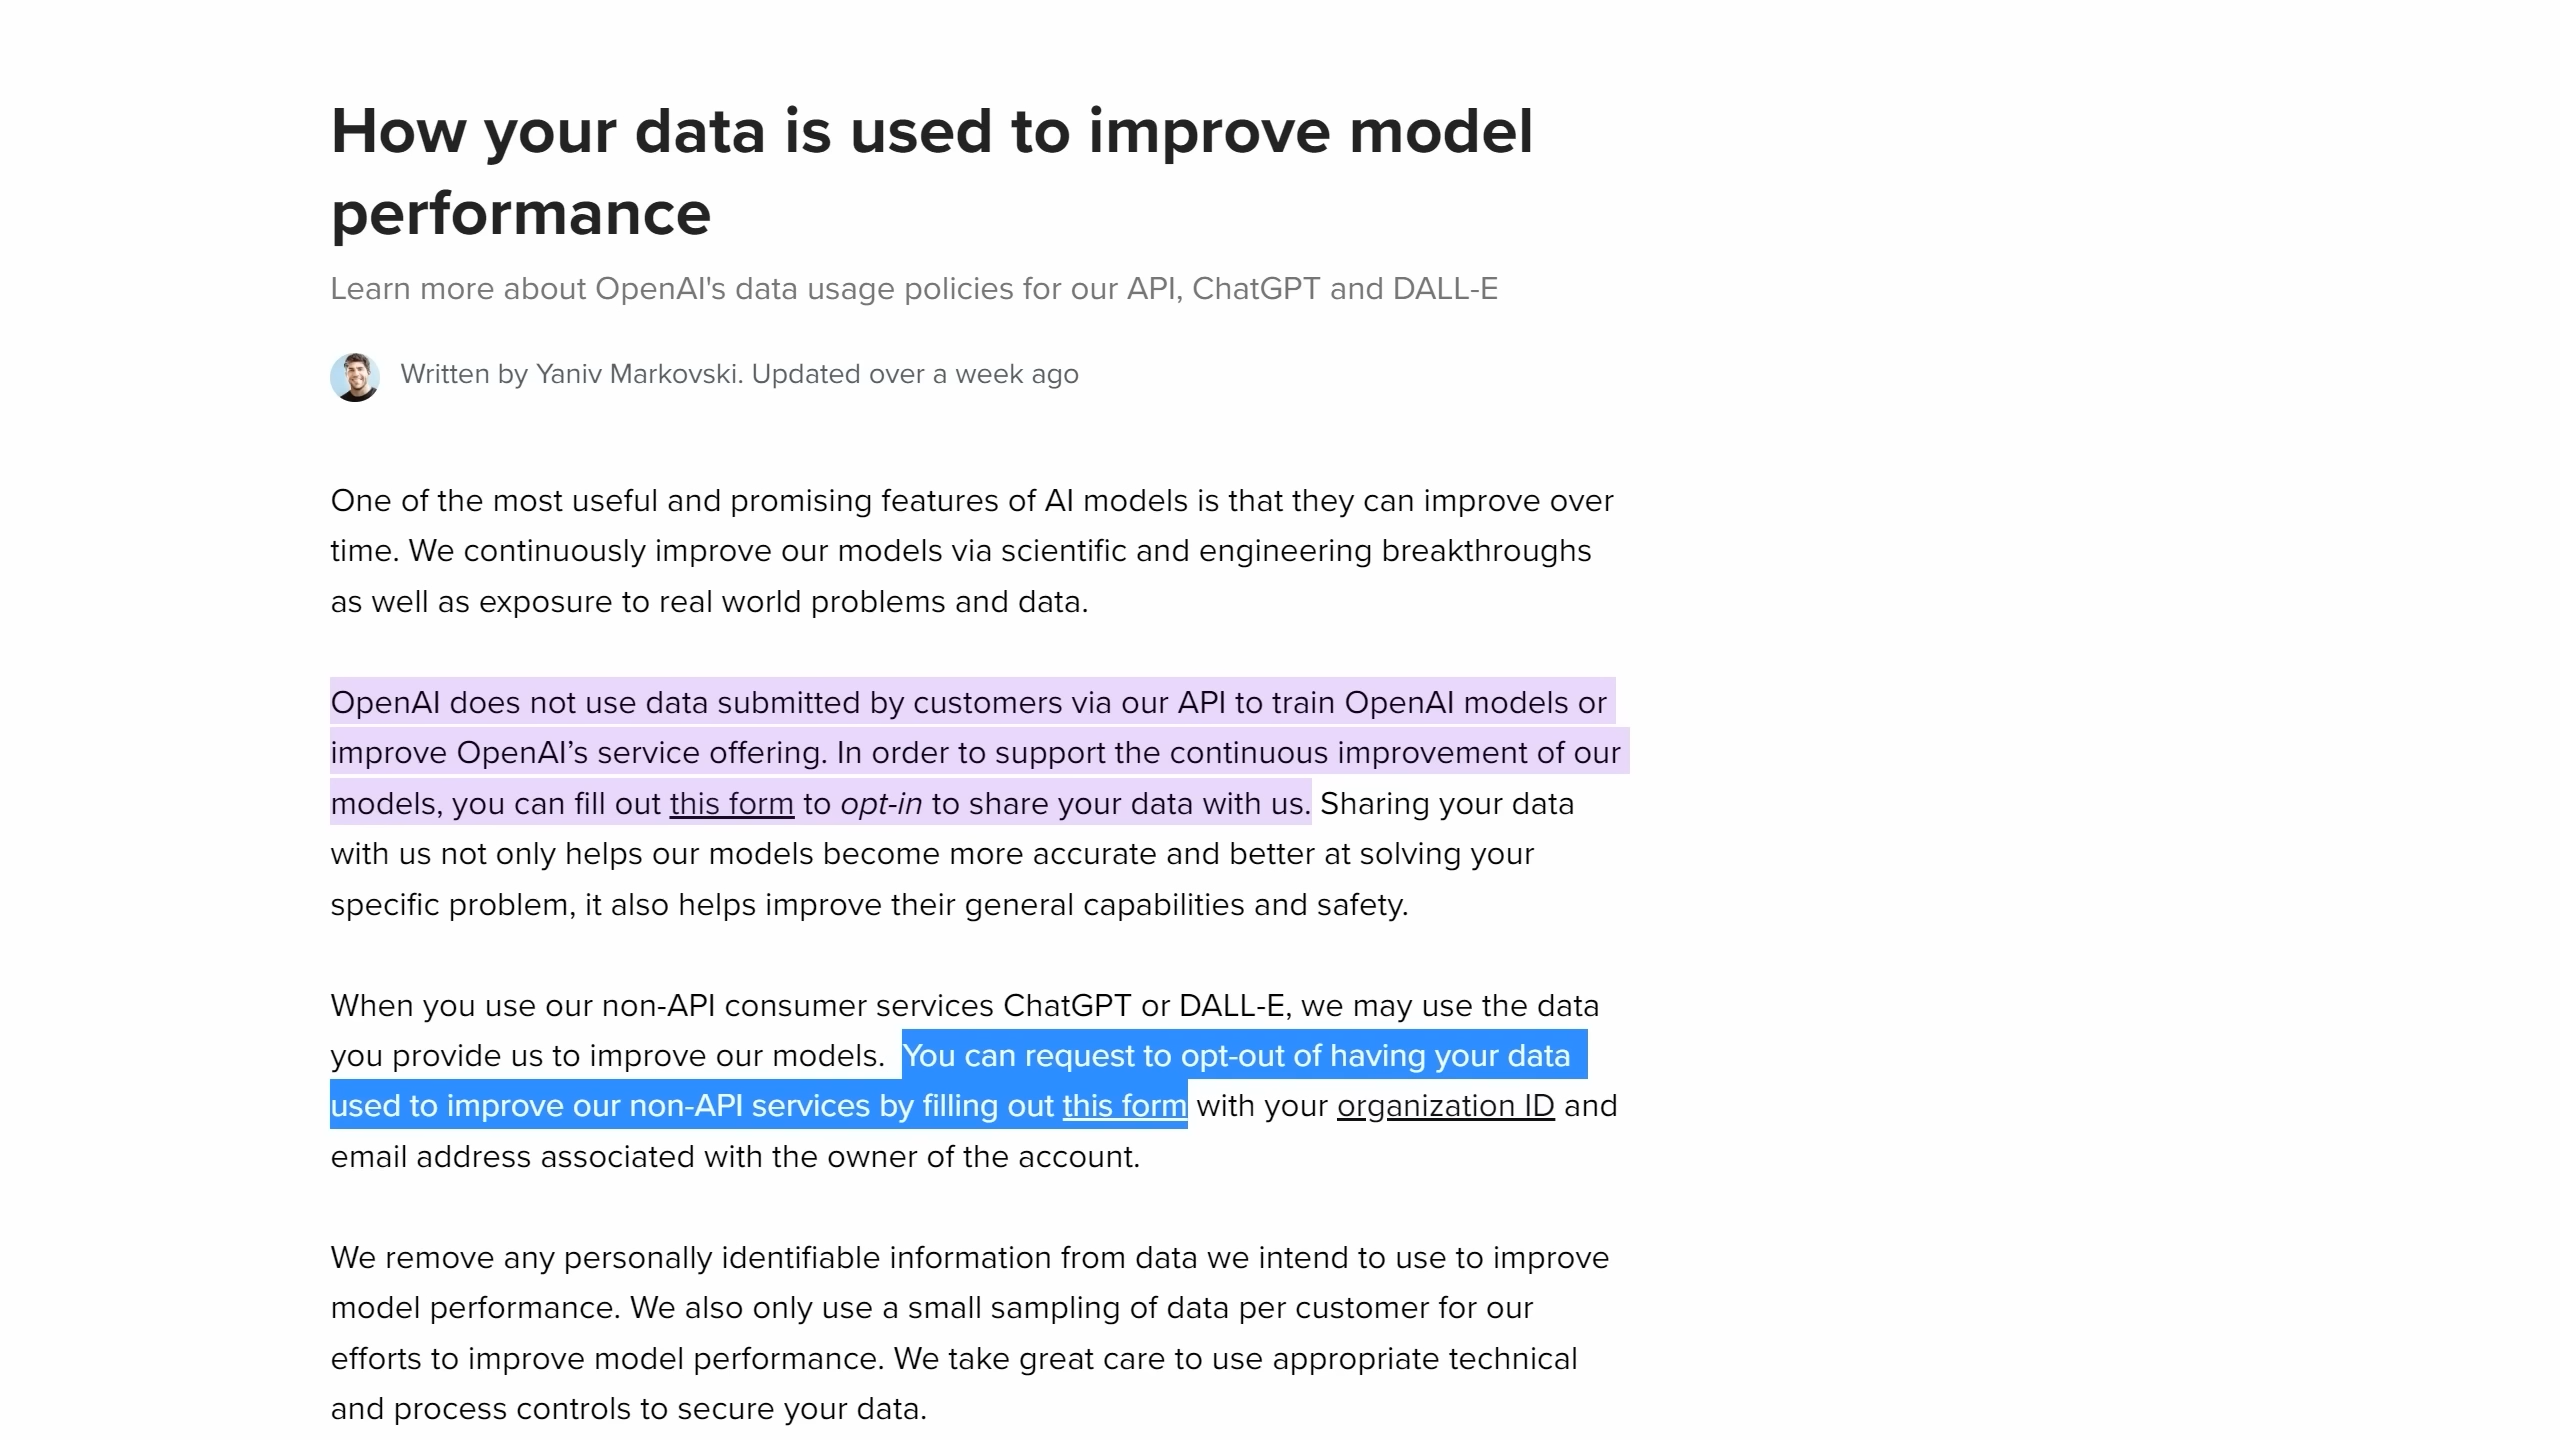 How your data is used to improve model
performance
Learn more about OpenAI's data usage policies for our API, ChatGPT and DALL-E
Written by Yaniv Markovski. Updated over a week ago
One of the most useful and promising features of AI models is that they can improve over
time. We continuously improve our models via scientific and engineering breakthroughs
as well as exposure to real world problems and data.
OpenAI does not use data submitted by customers via our API to train OpenAI models or
improve OpenAI’s service offering. In order to support the continuous improvement of our
models, you can fill out this form to opt-in to share your data with us. Sharing your data
with us not only helps our models become more accurate and better at solving your
specific problem, it also helps improve their general capabilities and safety.
When you use our non-API consumer services ChatGPT or DALL-E, we may use the data
you provide us to improve our models.  You can request to opt-out of having your data
used to improve our non-API services by filling out this form with your organization ID and
email address associated with the owner of the account.
We remove any personally identifiable information from data we intend to use to improve
model performance. We also only use a small sampling of data per customer for our
efforts to improve model performance. We take great care to use appropriate technical
and process controls to secure your data.